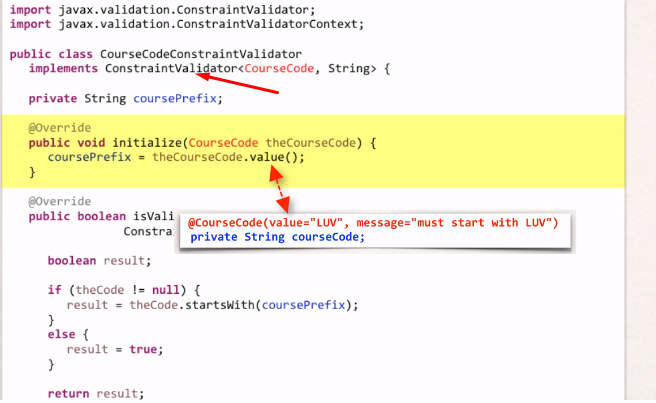 import javax.validation.ConstraintValidator;
import javax.validation.ConstraintValidatorContext;
public class CourseCodeConstraintValidator
implements ConstraintValidator<CourseCode, String> {
private String coursePrefix;
@Override
public void initialize(CourseCode theCourseCode) {
coursePrefix = theCourseCode.value();
}
@Override
public boolean isVali
@CourseCode(value="LUV", message="must start with LUV")
Constra
private String courseCode;
boolean result;
if (theCode != null) {
result = theCode.startsWith(coursePrefix);
}
else {
result = true;
}
return result;